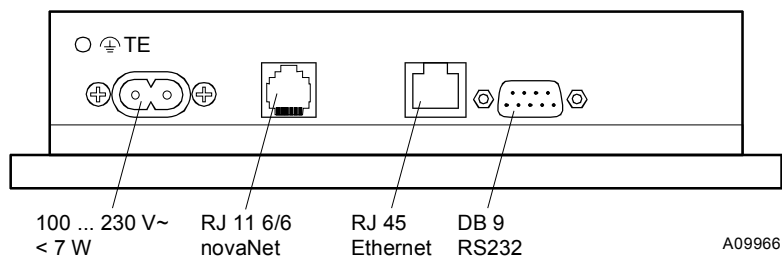 TE
100 ... 230 V~ RJ 11 6/6 RJ 45 DB 9
< 7 W novaNet Ethernet RS232 A09966